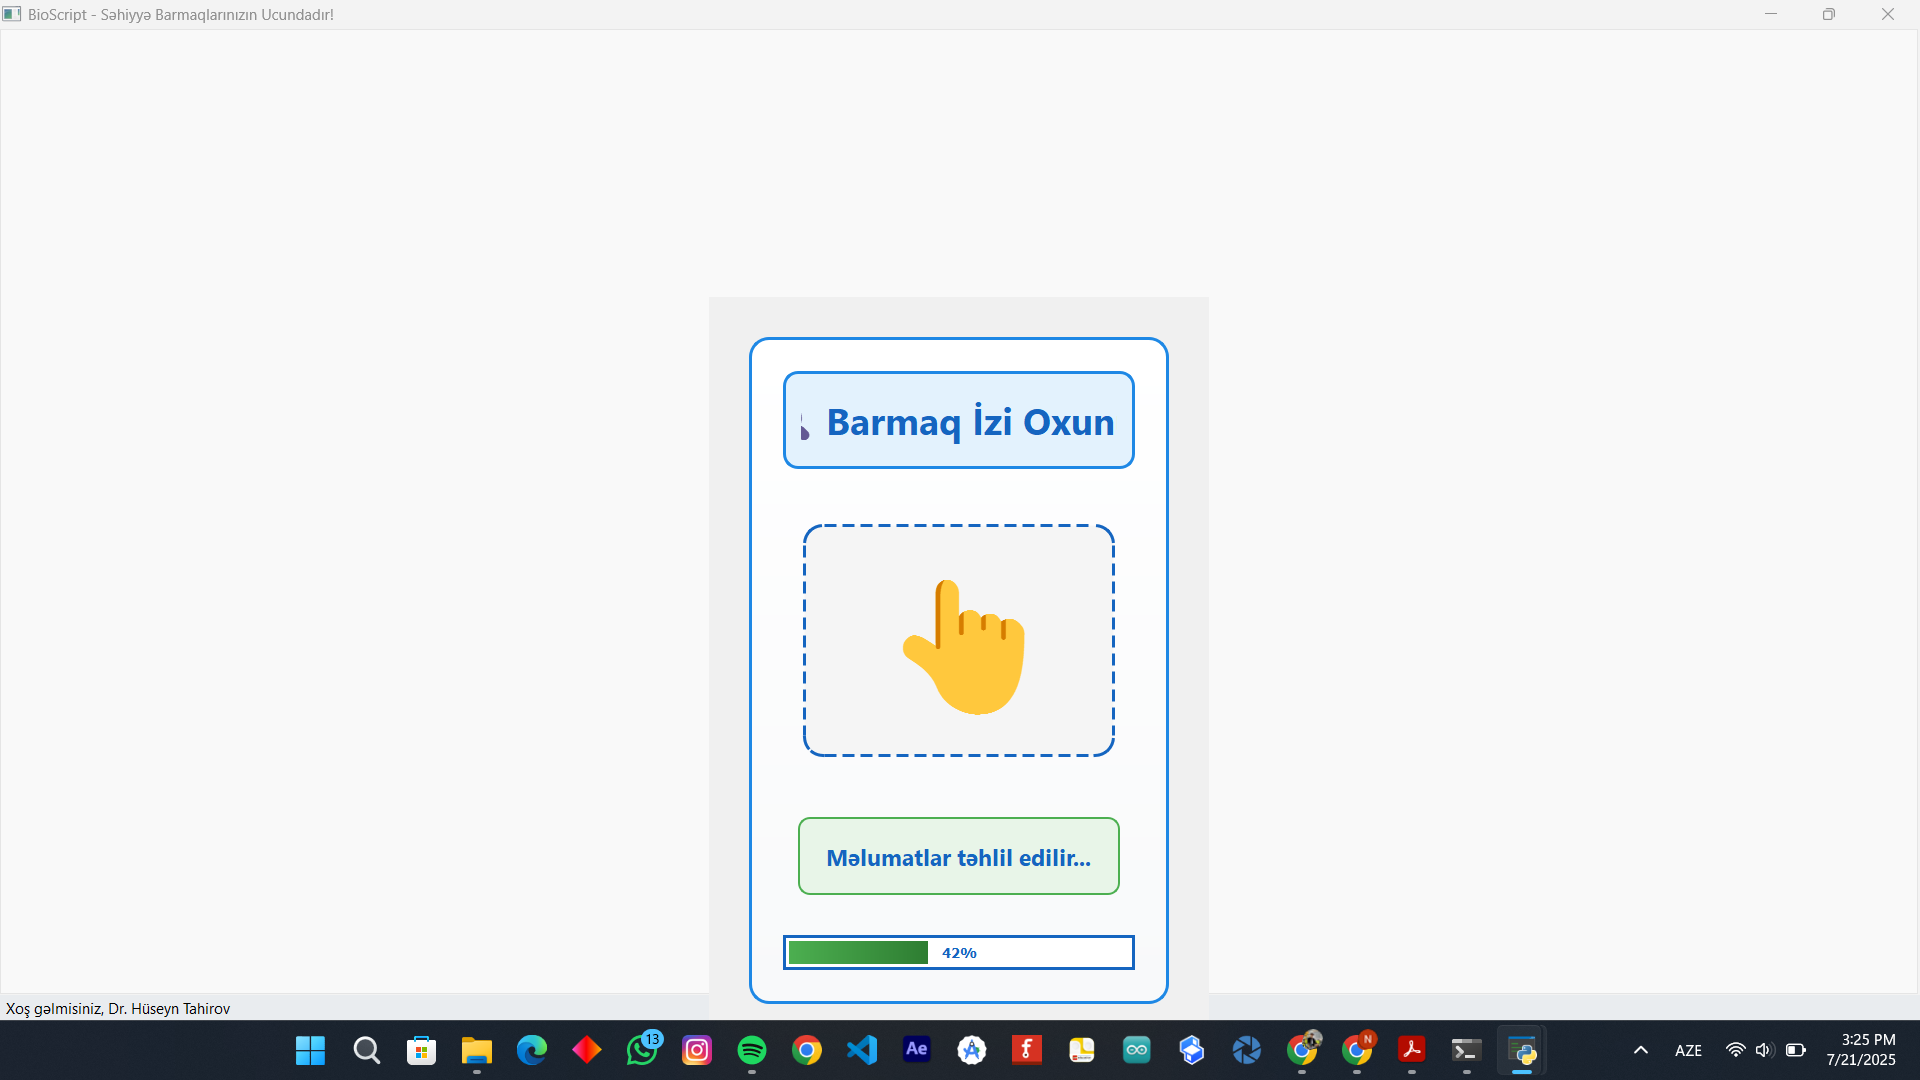 BioScript - Səhiyyə Barmaqlarınızın Ucundadır!
Barmaq İzi Oxun
Məlumatlar təhlil edilir...
42%
Xoş gəlmisiniz, Dr. Hüseyn Tahirov
13
Ae
N
AZE
3:25 PM
7/21/2025